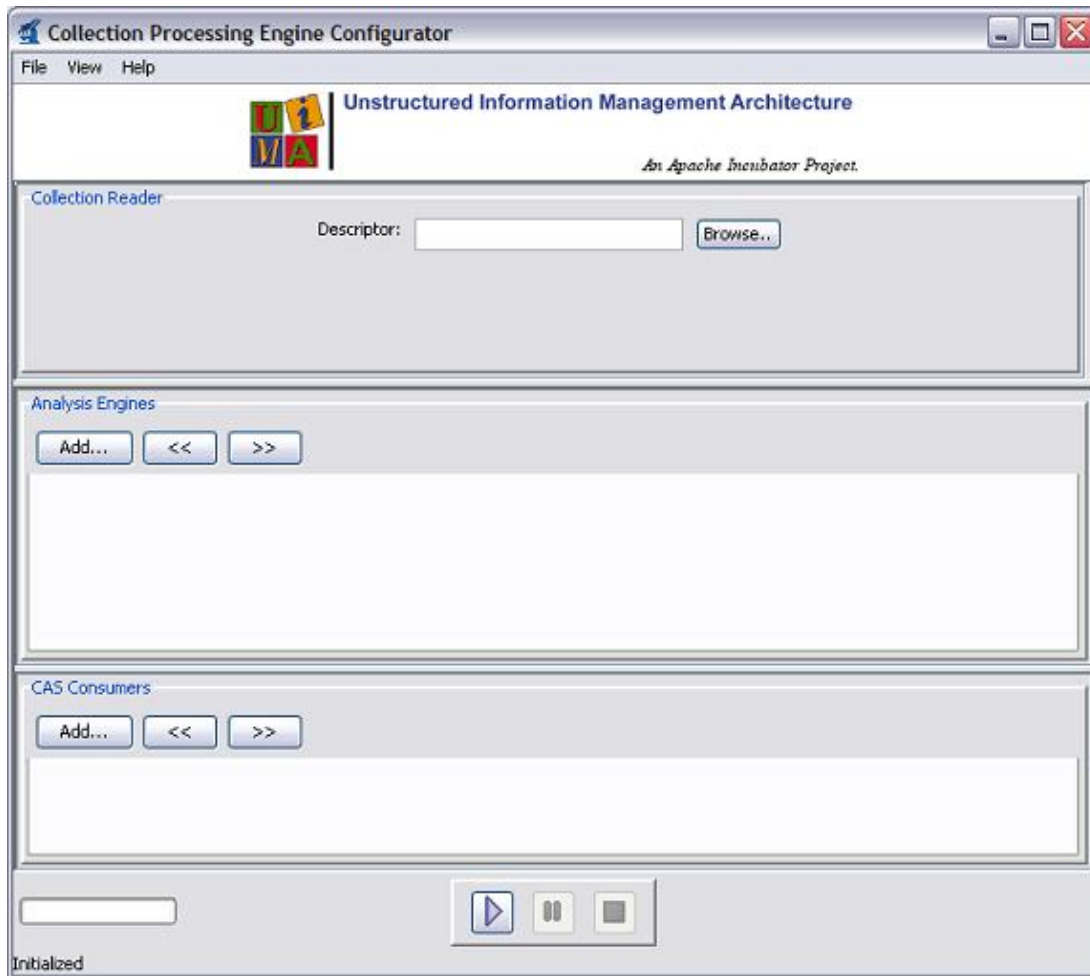 Collection Processing Engine Configurator
File View Help
UiMA
Unstructured Information Management Architecture
An Apache Incubator Project.
Collection Reader
Descriptor:
Browse..
Analysis Engines
Add... << >>
CAS Consumers
Add... << >>
Initialized